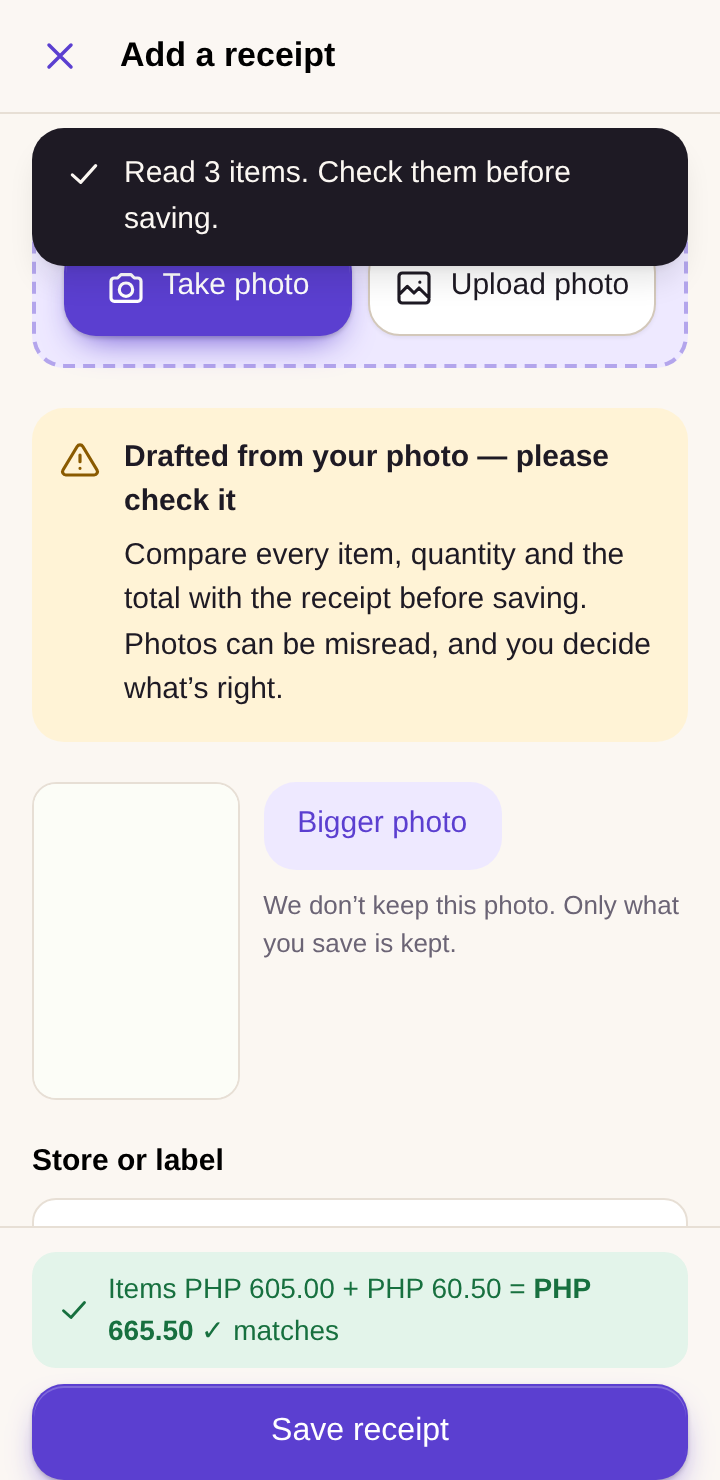 Add a receipt
Read 3 items. Check them before
saving.
Take photo
Upload photo
Drafted from your photo — please
check it
Compare every item, quantity and the
total with the receipt before saving.
Photos can be misread, and you decide
what’s right.
Bigger photo
We don’t keep this photo. Only what
you save is kept.
Store or label
Items PHP 605.00 + PHP 60.50 = PHP
665.50 ✓ matches
Save receipt